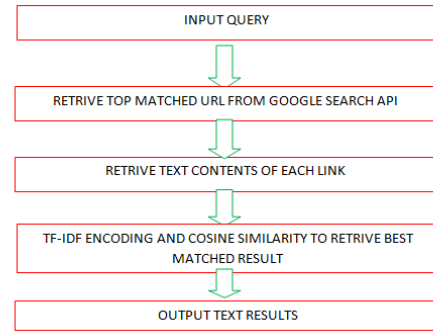 INPUT QUERY
RETRIVE TOP MATCHED URL FROM GOOGLE SEARCH API
RETRIVE TEXT CONTENTS OF EACH LINK
TF-IDF ENCODING AND COSINE SIMILARITY TO RETRIVE BEST
MATCHED RESULT
OUTPUT TEXT RESULTS